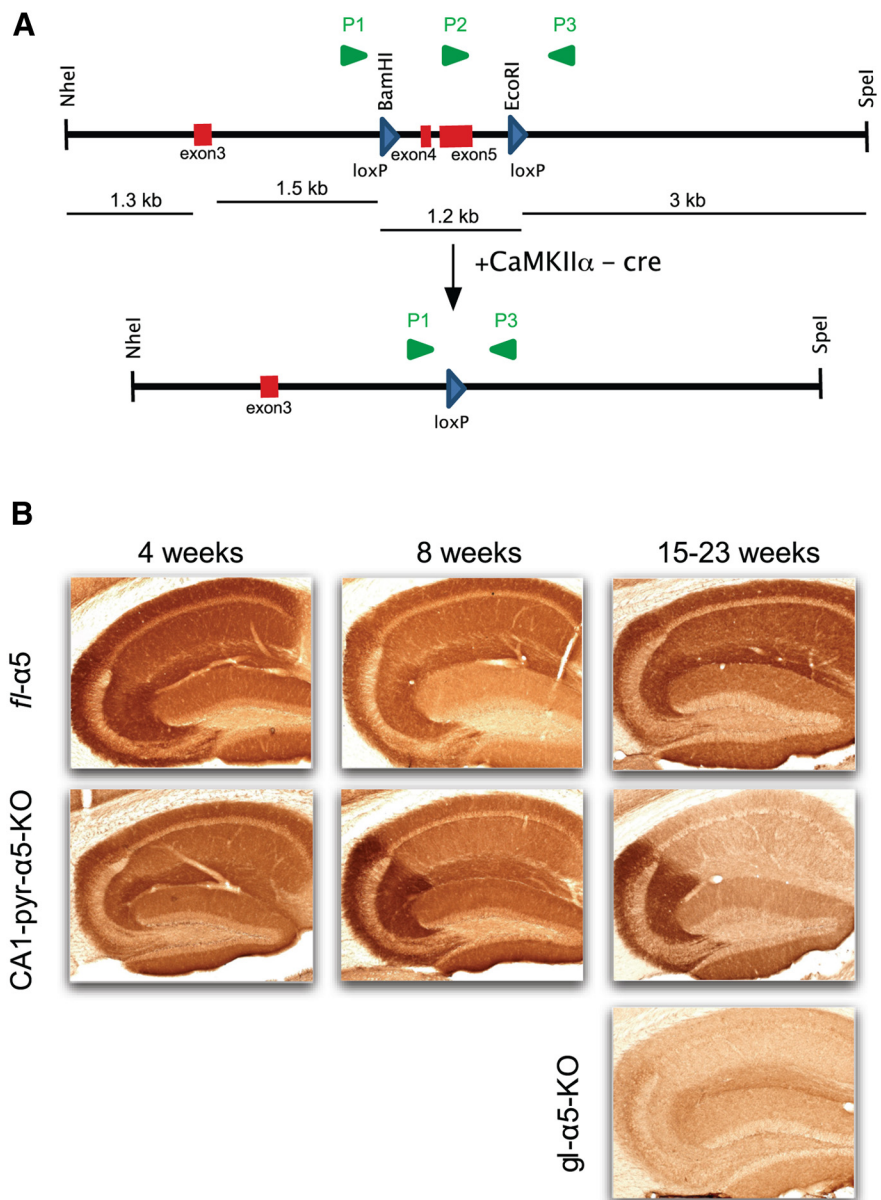 A
P1 P2 P3
NheI BamHI EcoRI SpeI
exon3 loxP exon4 exon5 loxP
1.3 kb 1.5 kb 1.2 kb 3 kb
+CaMKIIα – cre
P1 P3
NheI SpeI
exon3 loxP
B
4 weeks 8 weeks 15-23 weeks
fl-α5
CA1-pyr-α5-KO
gl-α5-KO